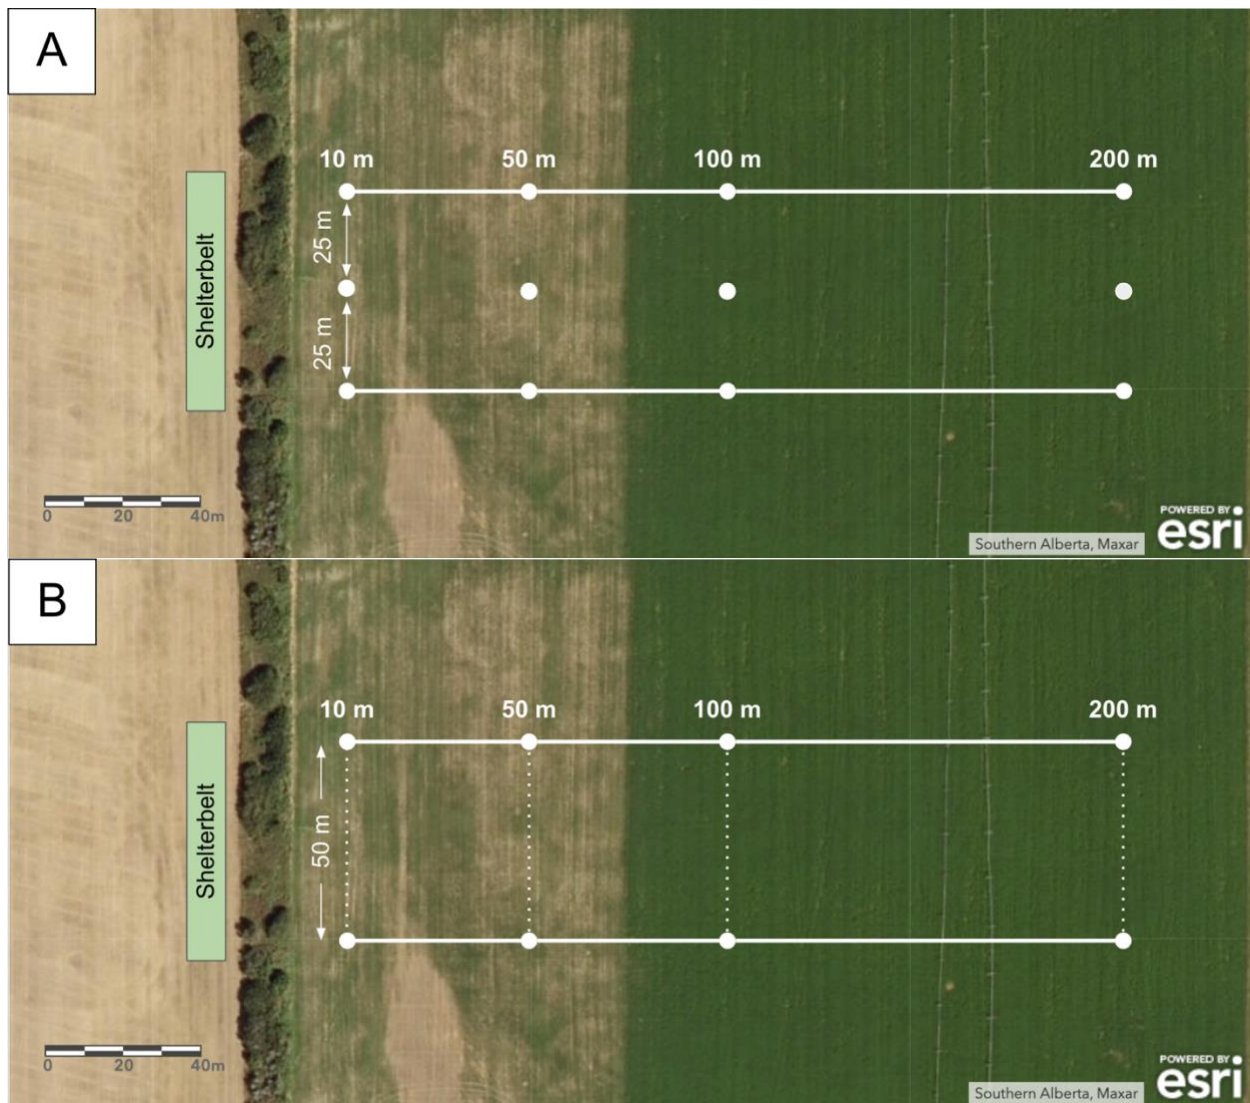 A
10 m 50 m 100 m 200 m
25 m
25 m
Shelterbelt
0 20 40m
POWERED BY
esri
Southern Alberta, Maxar
B
10 m 50 m 100 m 200 m
50 m
Shelterbelt
0 20 40m
POWERED BY
esri
Southern Alberta, Maxar